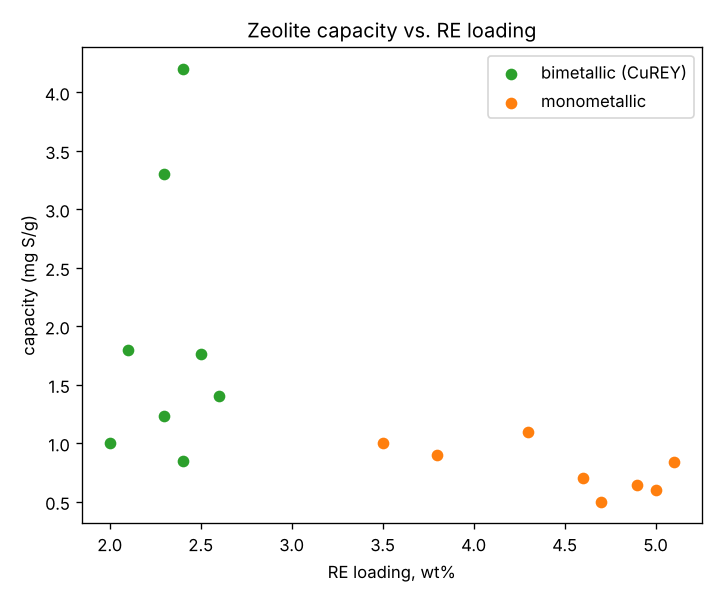 Zeolite capacity vs. RE loading
bimetallic (CuREY)
monometallic
capacity (mg S/g)
4.0
3.5
3.0
2.5
2.0
1.5
1.0
0.5
2.0 2.5 3.0 3.5 4.0 4.5 5.0
RE loading, wt%